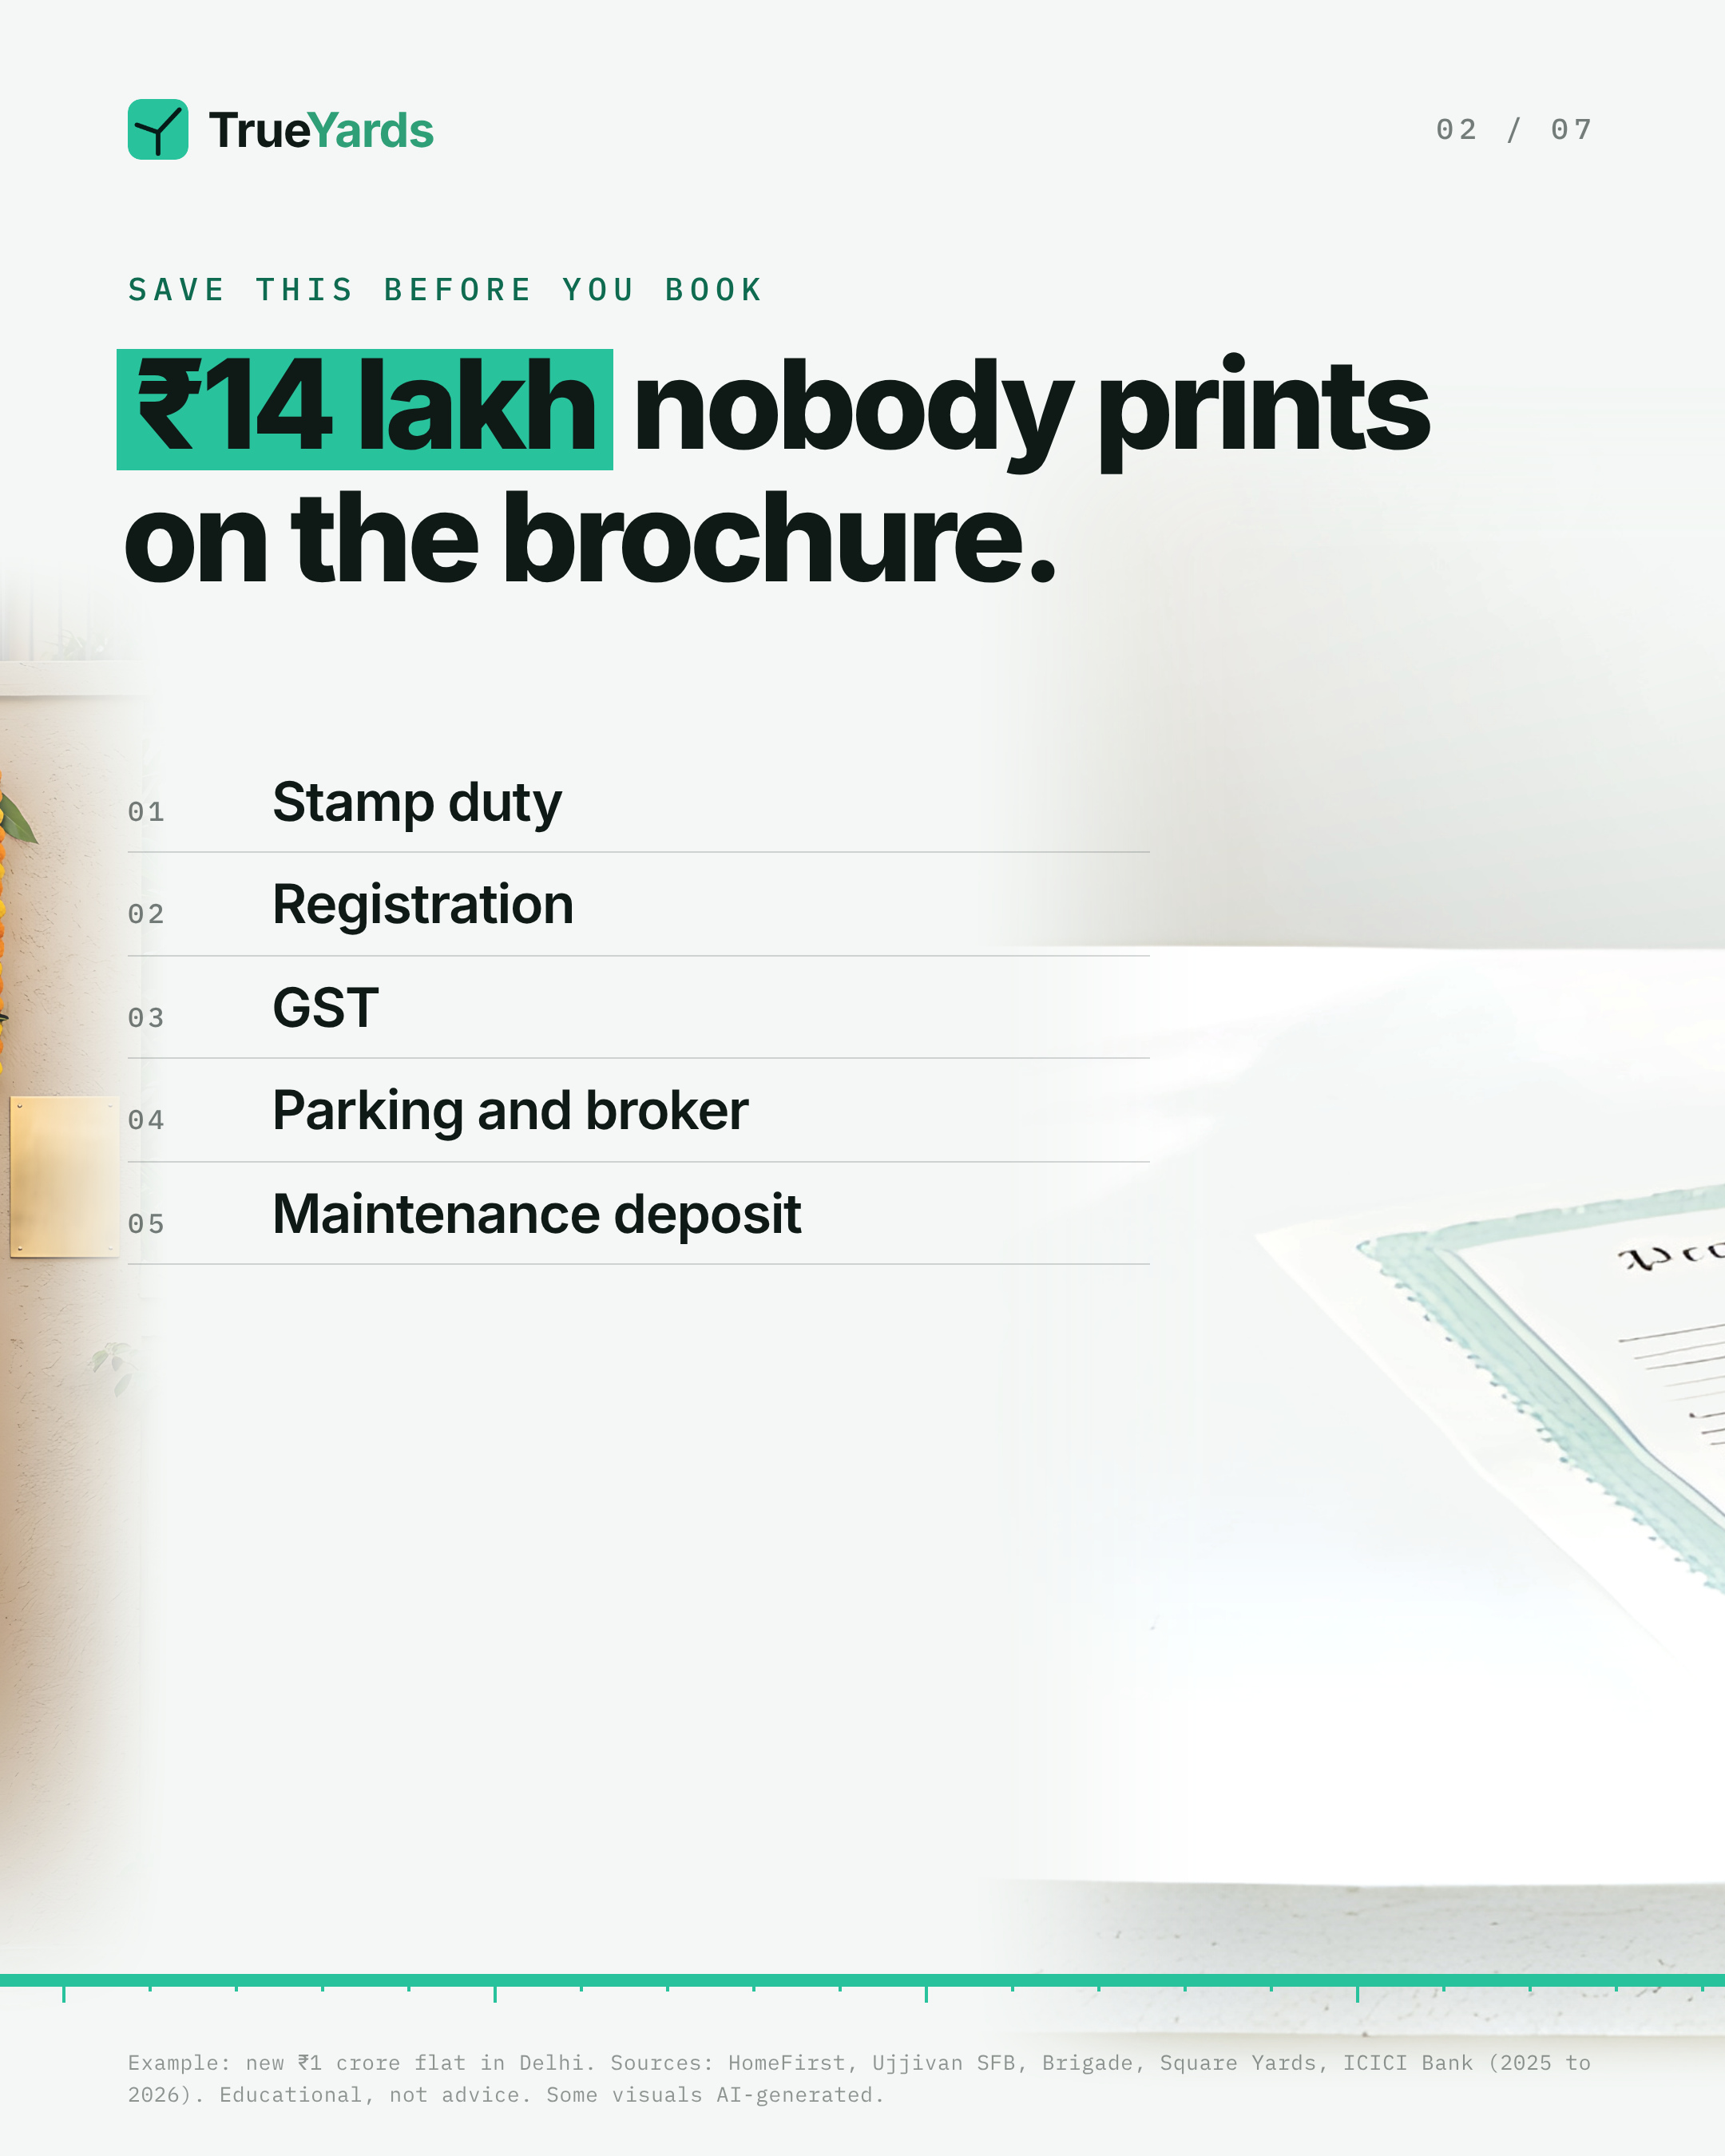 TrueYards
02 / 07
SAVE THIS BEFORE YOU BOOK
₹14 lakh nobody prints
on the brochure.
01 Stamp duty
02 Registration
03 GST
04 Parking and broker
05 Maintenance deposit
Example: new ₹1 crore flat in Delhi. Sources: HomeFirst, Ujjivan SFB, Brigade, Square Yards, ICICI Bank (2025 to
2026). Educational, not advice. Some visuals AI-generated.